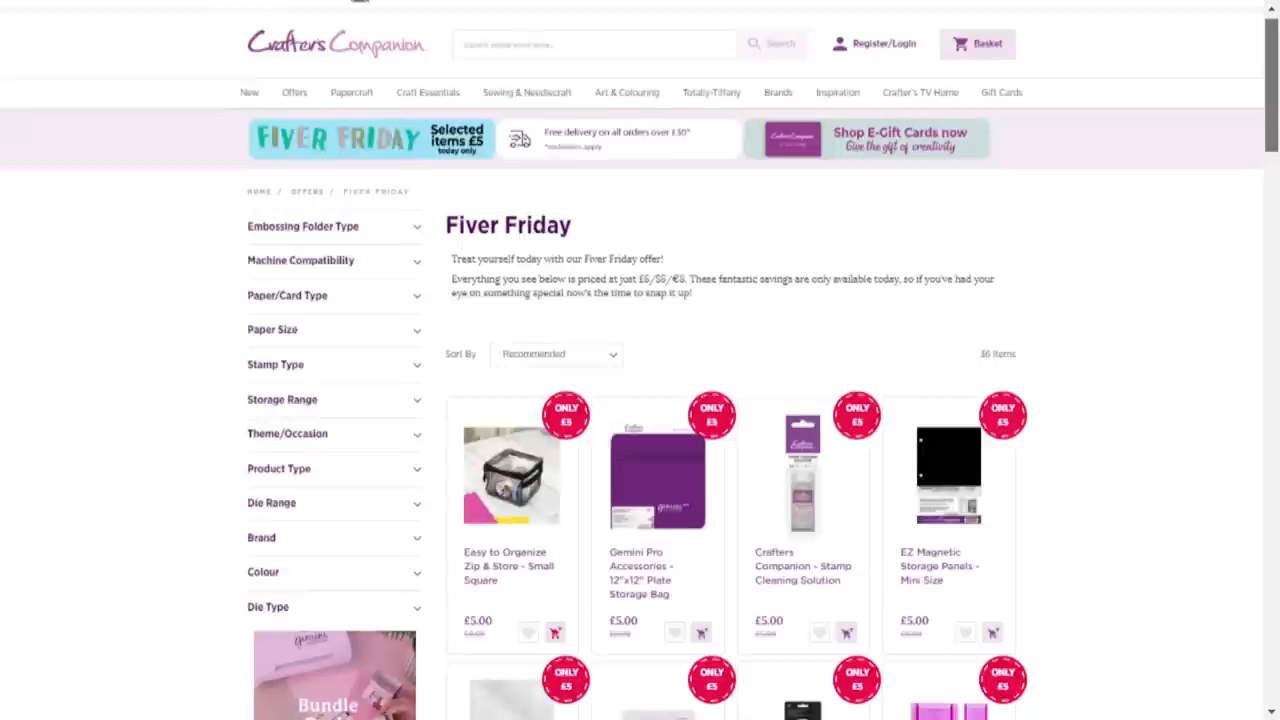 Crafter's Companion
Search
Register/Login
Basket
New
Offers
Papercraft
Craft Essentials
Sewing & Needlecraft
Art & Colouring
Totally-Tiffany
Brands
Inspiration
Crafter's TV Home
Gift Cards
FIVER FRIDAY
Selected
items £5
today only
Free delivery on all orders over £30*
*exclusions apply
Shop E-Gift Cards now
Give the gift of creativity
HOME / OFFERS / FIVER FRIDAY
Embossing Folder Type
Machine Compatibility
Paper/Card Type
Paper Size
Stamp Type
Storage Range
Theme/Occasion
Product Type
Die Range
Brand
Colour
Die Type
gemini
Bundle
Fiver Friday
Treat yourself today with our Fiver Friday offer!
Everything you see below is priced at just £5/$5/€5. These fantastic savings are only available today, so if you've had your
eye on something special now's the time to snap it up!
Sort By
Recommended
36 Items
ONLY
£5
ONLY
£5
ONLY
£5
ONLY
£5
Easy to Organize
Zip & Store - Small
Square
£5.00
Gemini Pro
Accessories -
12"x12" Plate
Storage Bag
£5.00
Crafters
Companion - Stamp
Cleaning Solution
£5.00
EZ Magnetic
Storage Panels -
Mini Size
£5.00
ONLY
£5
ONLY
£5
ONLY
£5
ONLY
£5